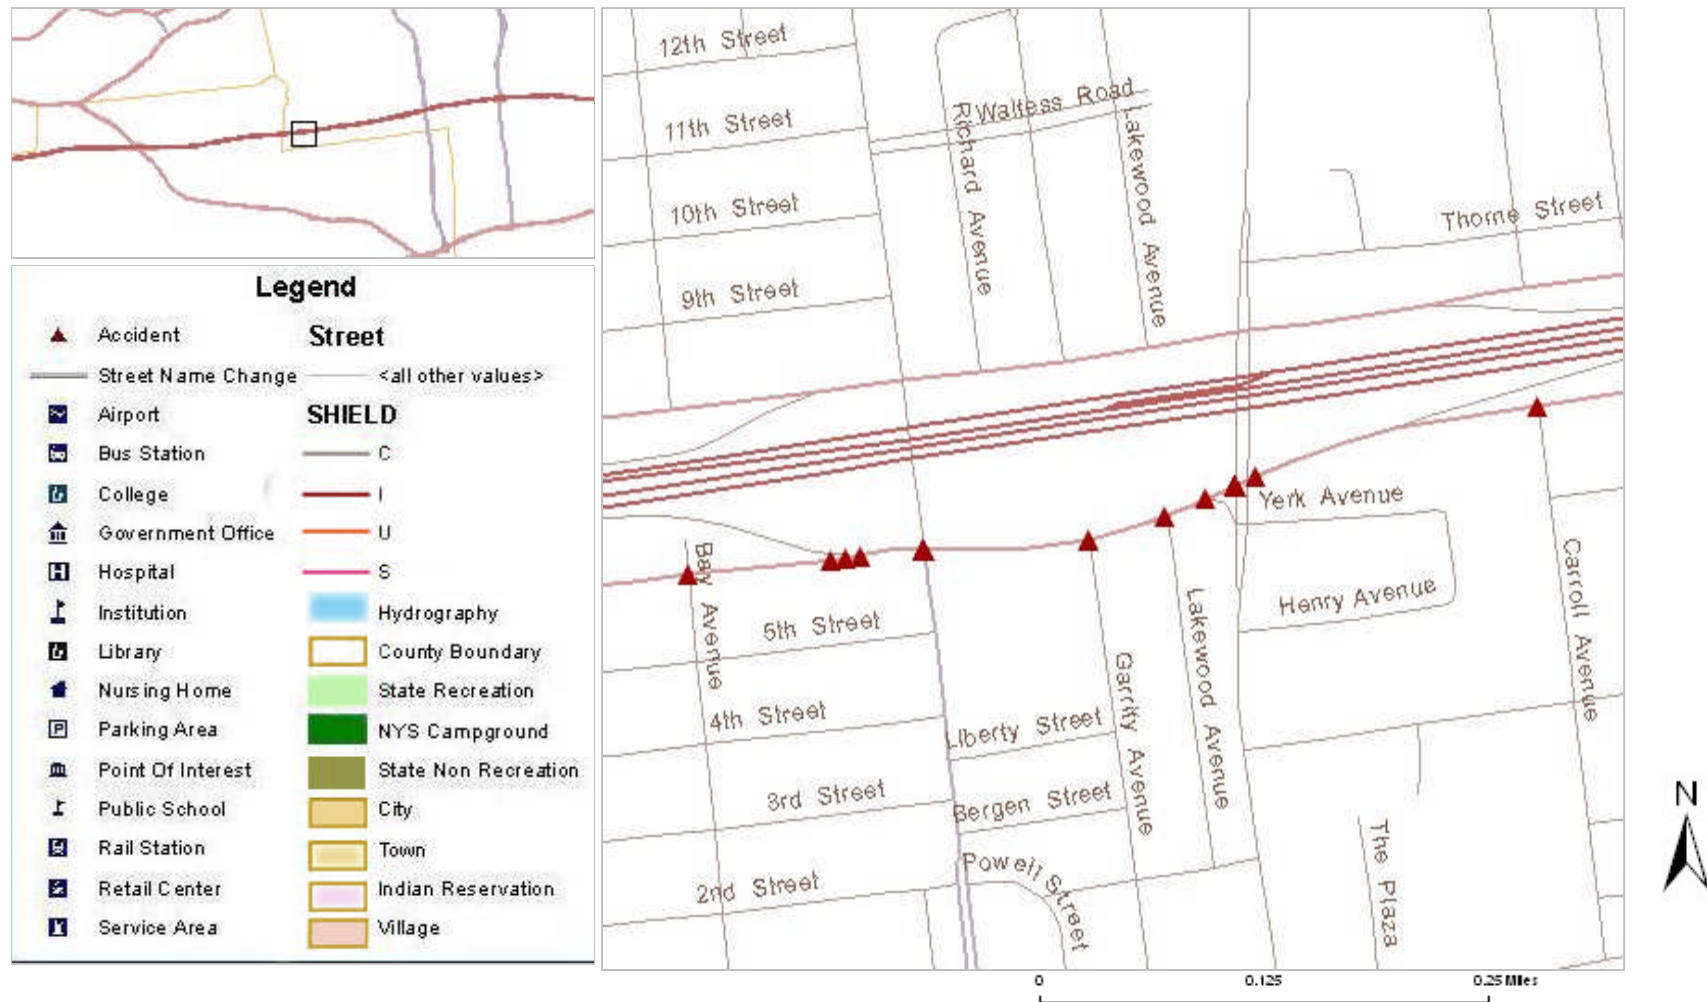 Legend
Accident
Street Name Change
Airport
Bus Station
College
Government Office
Hospital
Institution
Library
Nursing Home
Parking Area
Point Of Interest
Public School
Rail Station
Retail Center
Service Area
Street
<all other values>
SHIELD
C
I
U
S
Hydrography
County Boundary
State Recreation
NYS Campground
State Non Recreation
City
Town
Indian Reservation
Village
12th Street
11th Street
10th Street
9th Street
Waltess Road
Richard Avenue
Lakewood Avenue
Thorne Street
Yerk Avenue
Henry Avenue
Bay Avenue
5th Street
4th Street
3rd Street
2nd Street
Liberty Street
Bergen Street
Powell Street
Garrity Avenue
Lakewood Avenue
Carroll Avenue
The Plaza
N
0 0.125 0.25 Miles